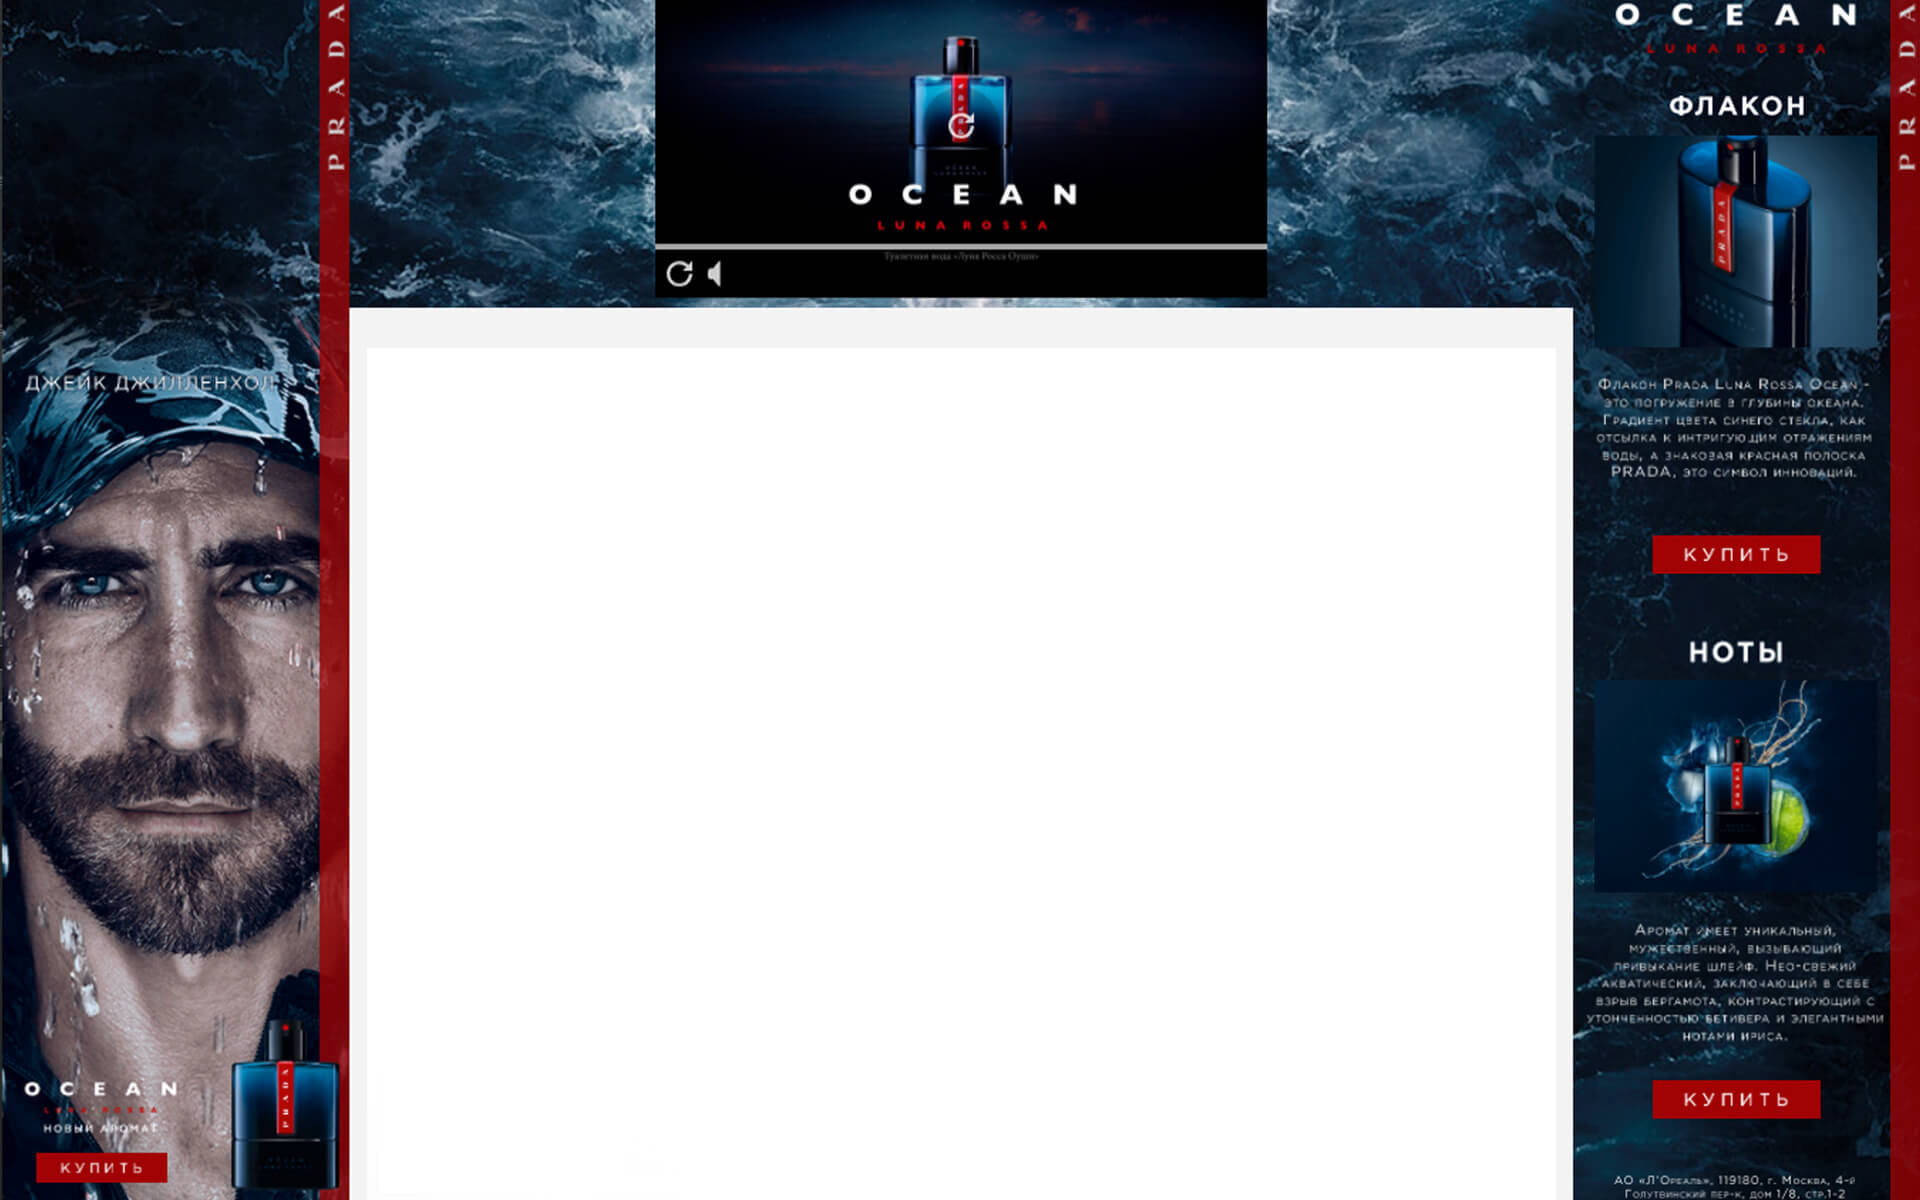 PRADA
ДЖЕЙК ДЖИЛЛЕНХОЛ
OCEAN
LUNA ROSSA
НОВЫЙ АРОМАТ
КУПИТЬ
PRADA
PRADA
OCEAN
LUNA ROSSA
Туалетная вода «Луна Росса Оушн»
OCEAN
LUNA ROSSA
ФЛАКОН
PRADA
Флакон Prada Luna Rossa Ocean -
это погружение в глубины океана.
Градиент цвета синего стекла, как
отсылка к интригующим отражениям
воды, а знаковая красная полоска
PRADA, это символ инноваций.
КУПИТЬ
НОТЫ
PRADA
Аромат имеет уникальный,
мужественный, вызывающий
привыкание шлейф. Нео-свежий
акватический, заключающий в себе
взрыв бергамота, контрастирующий с
утонченностью ветивера и элегантными
нотами ириса.
КУПИТЬ
АО «Л'Ореаль», 119180, г. Москва, 4-й
Голутвинский пер-к, дом 1/8, стр.1-2
PRADA